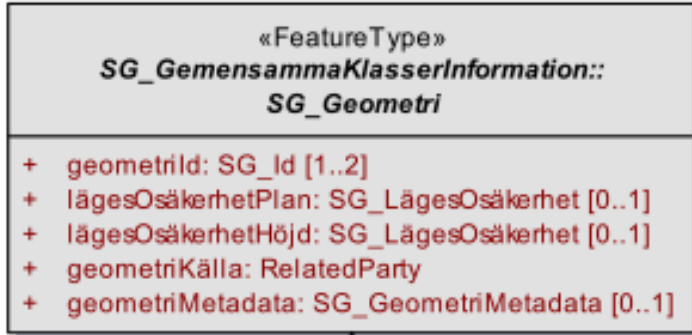 «FeatureType»
SG_GemensammaKlasserInformation::
SG_Geometri
+ geometriId: SG_Id [1..2]
+ lägesOsäkerhetPlan: SG_LägesOsäkerhet [0..1]
+ lägesOsäkerhetHöjd: SG_LägesOsäkerhet [0..1]
+ geometriKälla: RelatedParty
+ geometriMetadata: SG_GeometriMetadata [0..1]